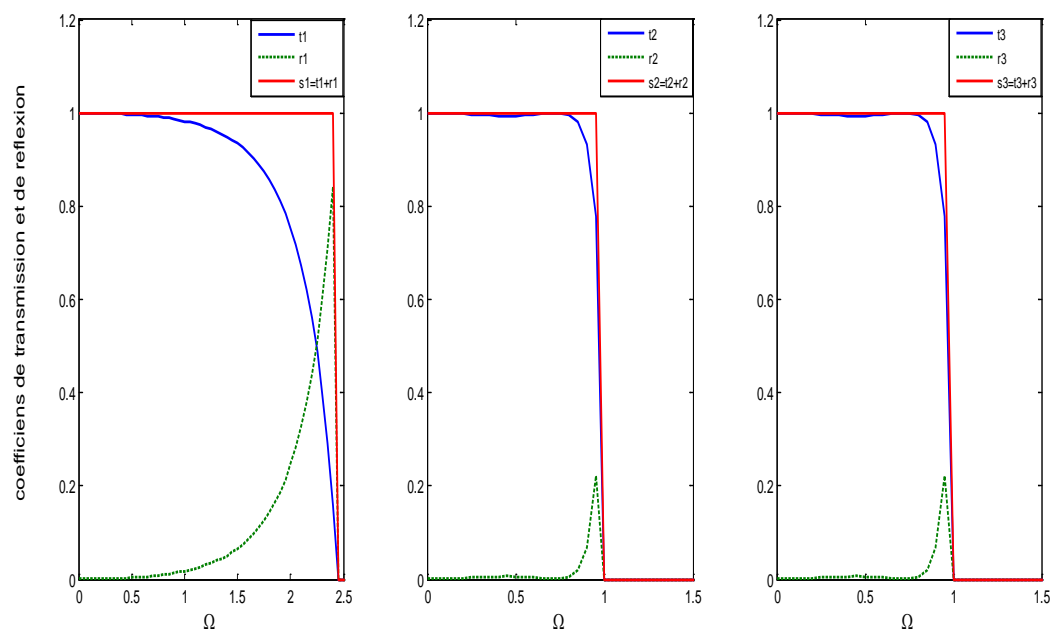 coefficiens de transmission et de reflexion
1.2
1
0.8
0.6
0.4
0.2
0
0 0.5 1 1.5 2 2.5
Ω
t1
r1
s1=t1+r1
1.2
1
0.8
0.6
0.4
0.2
0
0 0.5 1 1.5
Ω
t2
r2
s2=t2+r2
1.2
1
0.8
0.6
0.4
0.2
0
0 0.5 1 1.5
Ω
t3
r3
s3=t3+r3